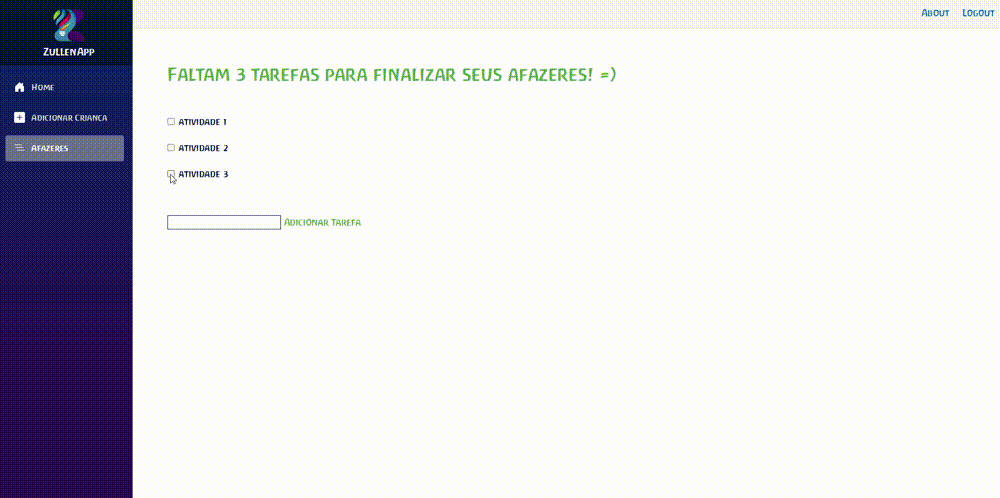 ZullenApp
About Logout
Home
Adicionar Crianca
Afazeres
Faltam 3 tarefas para finalizar seus afazeres! =)
atividade 1
atividade 2
atividade 3
Adicionar Tarefa